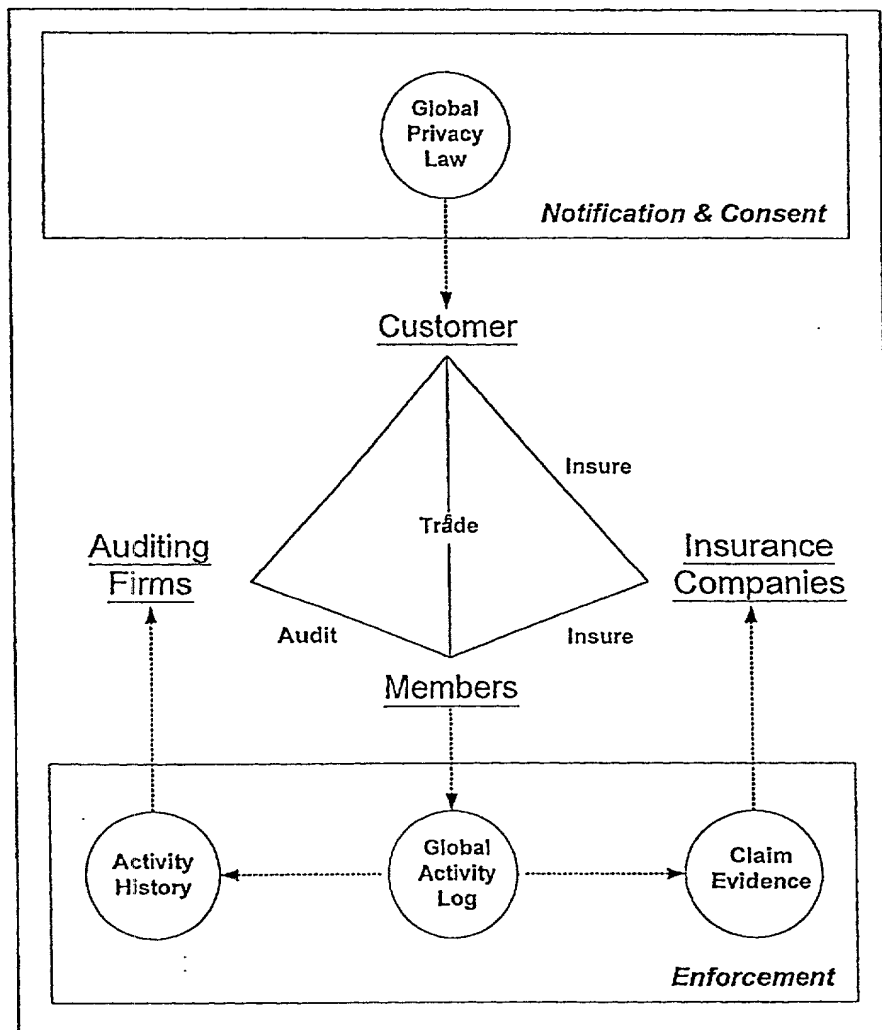 Global
Privacy
Law
Notification & Consent
Customer
Insure
Trade
Auditing
Firms
Insurance
Companies
Audit
Insure
Members
Activity
History
Global
Activity
Log
Claim
Evidence
Enforcement